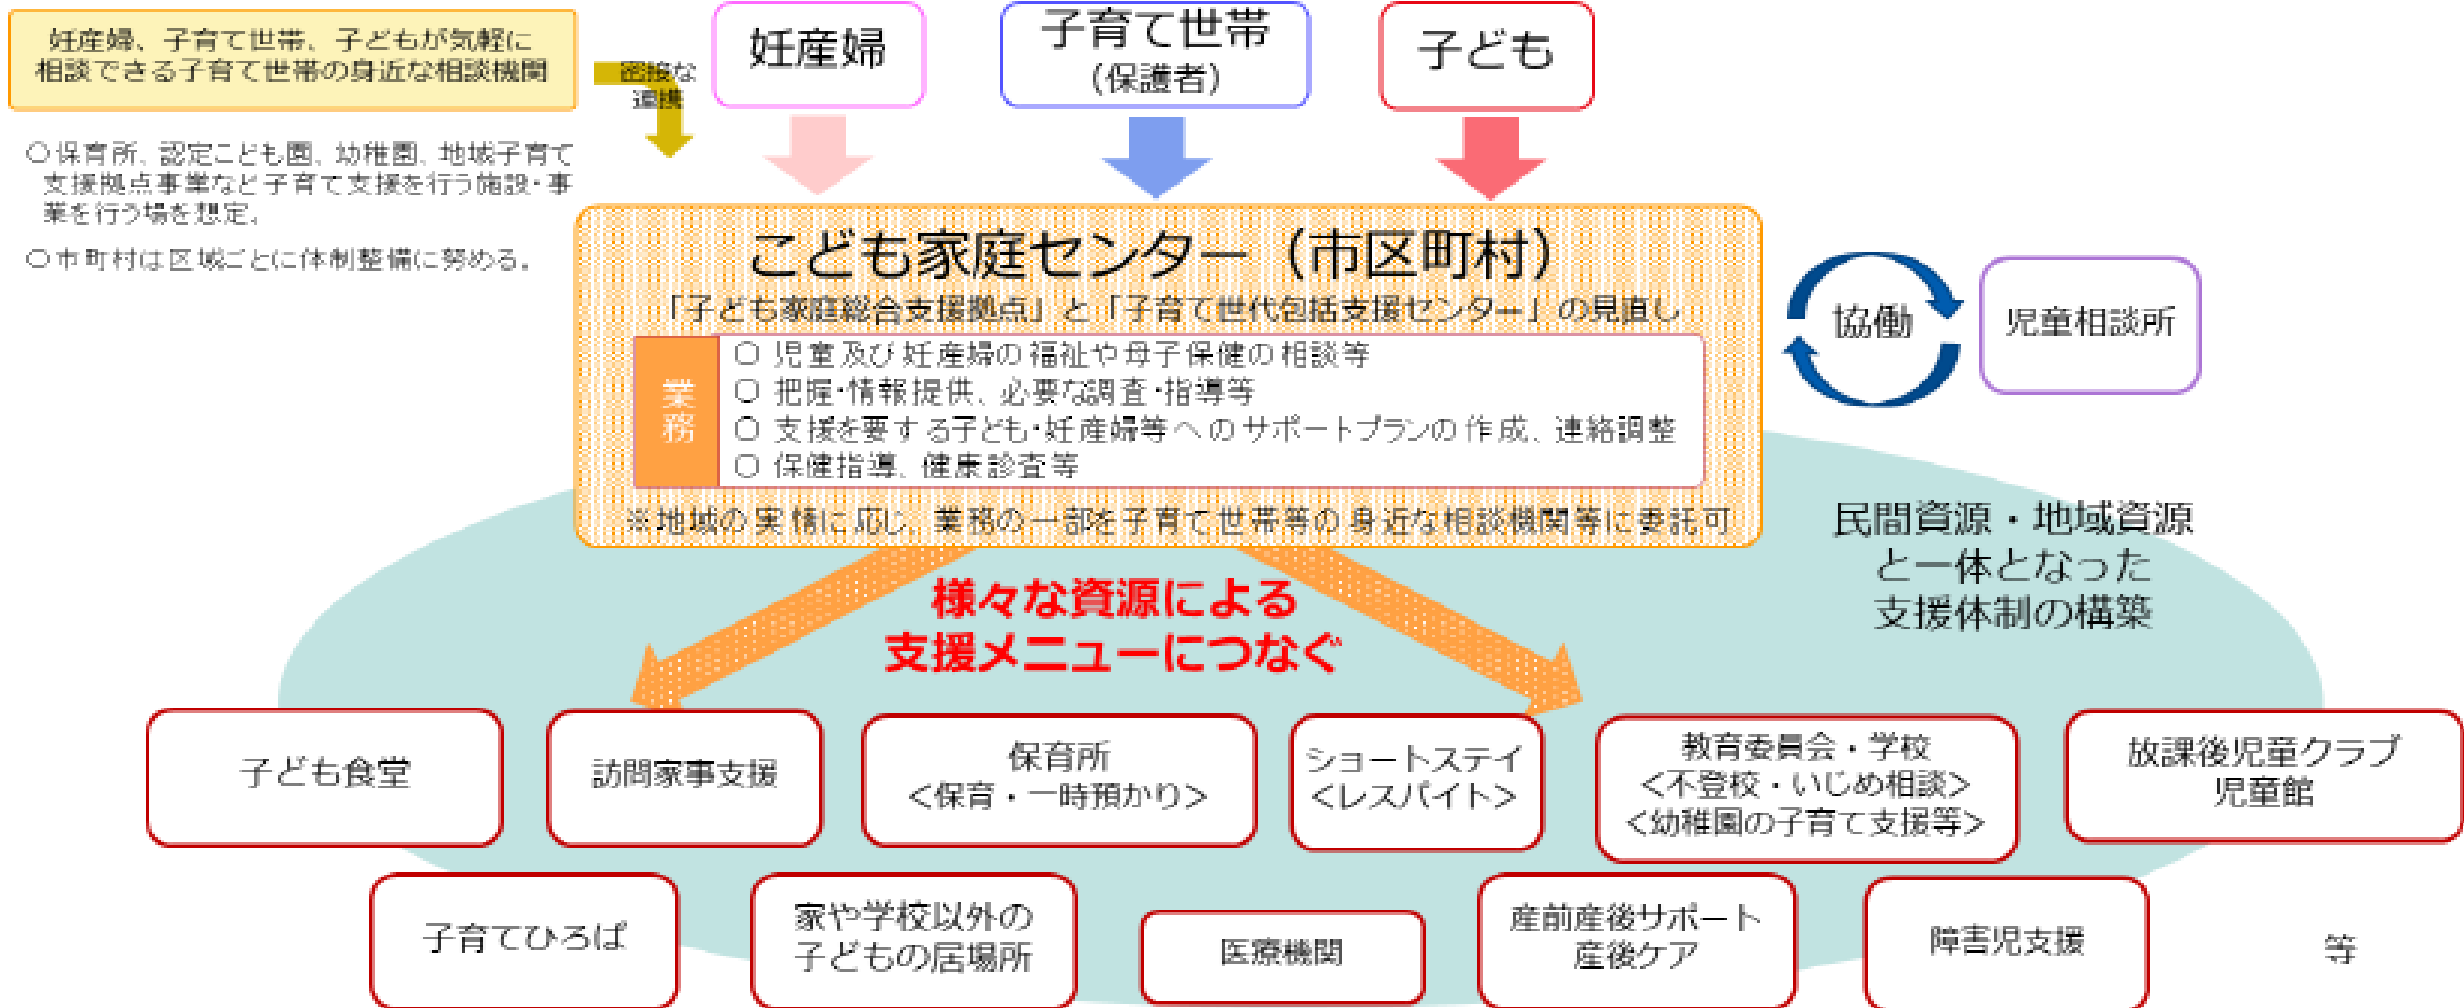 妊産婦、子育て世帯、子どもが気軽に
相談できる子育て世帯の身近な相談機関
密接な
連携
妊産婦
子育て世帯
(保護者)
子ども
○保育所、認定こども園、幼稚園、地域子育て
支援拠点事業など子育て支援を行う施設・事
業を行う場を想定。
○市町村は区域ごとに体制整備に努める。
こども家庭センター（市区町村）
「子ども家庭総合支援拠点」と「子育て世代包括支援センター」の見直し
業務
○ 児童及び妊産婦の福祉や母子保健の相談等
○ 把握・情報提供、必要な調査・指導等
○ 支援を要する子ども・妊産婦等へのサポートプランの作成、連絡調整
○ 保健指導、健康診査等
※地域の実情に応じ、業務の一部を子育て世帯等の身近な相談機関等に委託可
協働
児童相談所
民間資源・地域資源
と一体となった
支援体制の構築
様々な資源による
支援メニューにつなぐ
子ども食堂
訪問家事支援
保育所
<保育・一時預かり>
ショートステイ
<レスパイト>
教育委員会・学校
<不登校・いじめ相談>
<幼稚園の子育て支援等>
放課後児童クラブ
児童館
子育てひろば
家や学校以外の
子どもの居場所
医療機関
産前産後サポート
産後ケア
障害児支援
等